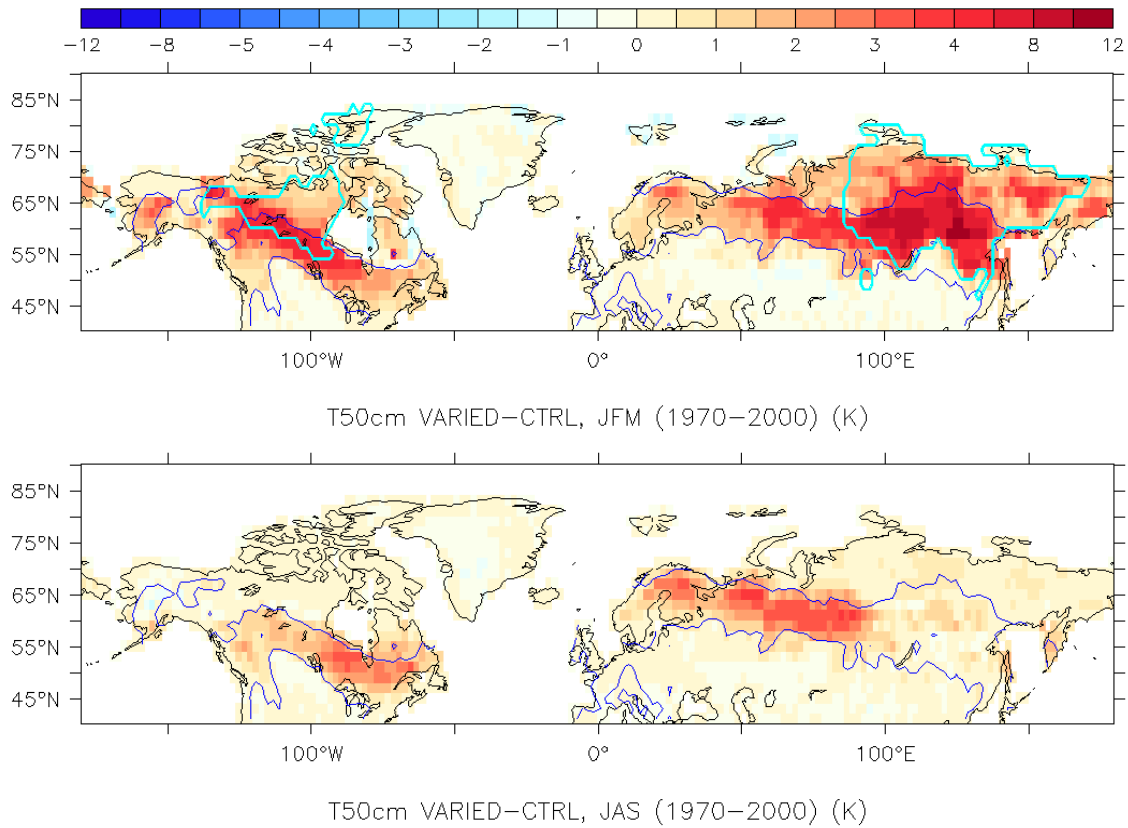 -12 -8 -5 -4 -3 -2 -1 0 1 2 3 4 8 12
85°N
75°N
65°N
55°N
45°N
100°W 0° 100°E
T50cm VARIED-CTRL, JFM (1970-2000) (K)
85°N
75°N
65°N
55°N
45°N
100°W 0° 100°E
T50cm VARIED-CTRL, JAS (1970-2000) (K)